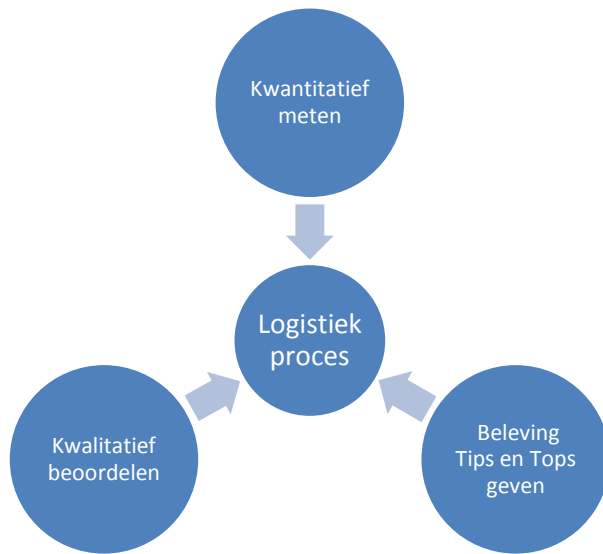 Kwantitatief
meten
Logistiek
proces
Kwalitatief
beoordelen
Beleving
Tips en Tops
geven